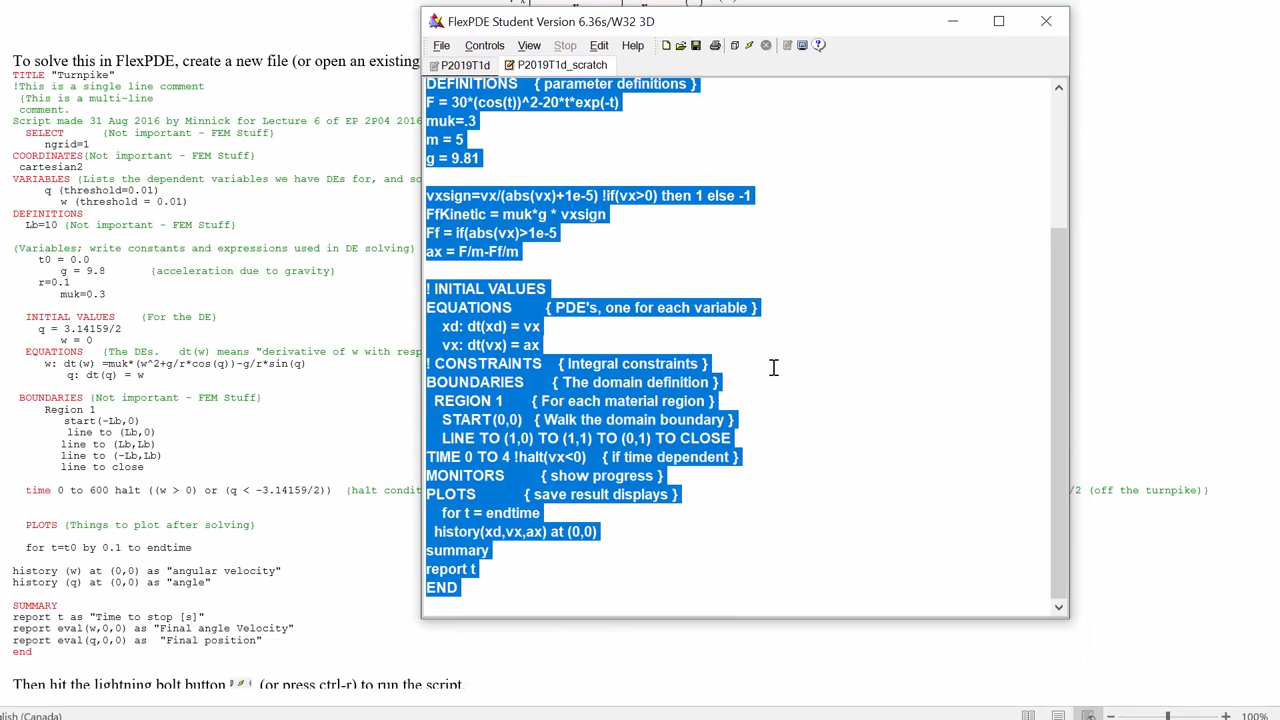 To solve this in FlexPDE, create a new file (or open an existing
TITLE "Turnpike"
!This is a single line comment
{This is a multi-line
comment.
Script made 31 Aug 2016 by Minnick for Lecture 6 of EP 2P04 2016
SELECT {Not important - FEM Stuff}
ngrid=1
COORDINATES{Not important - FEM Stuff}
cartesian2
VARIABLES (Lists the dependent variables we have DEs for, and so
q (threshold=0.01)
w (threshold = 0.01)
DEFINITIONS
Lb=10 {Not important - FEM Stuff}
{Variables; write constants and expressions used in DE solving}
t0 = 0.0
g = 9.8 {acceleration due to gravity}
r=0.1
muk=0.3
INITIAL VALUES {For the DE}
q = 3.14159/2
w = 0
EQUATIONS {The DEs. dt(w) means "derivative of w with resp
w: dt(w) =muk*(w^2+g/r*cos(q))-g/r*sin(q)
q: dt(q) = w
BOUNDARIES {Not important - FEM Stuff}
Region 1
start(-Lb,0)
line to (Lb,0)
line to (Lb,Lb)
line to (-Lb,Lb)
line to close
time 0 to 600 halt ((w > 0) or (q < -3.14159/2)) {halt condit
/2 (off the turnpike)}
PLOTS {Things to plot after solving}
for t=t0 by 0.1 to endtime
history (w) at (0,0) as "angular velocity"
history (q) at (0,0) as "angle"
SUMMARY
report t as "Time to stop [s]"
report eval(w,0,0) as "Final angle Velocity"
report eval(q,0,0) as "Final position"
end
Then hit the lightning bolt button (or press ctrl-r) to run the script.
glish (Canada)
100%
FlexPDE Student Version 6.36s/W32 3D
File Controls View Stop Edit Help
P2019T1d P2019T1d_scratch
DEFINITIONS { parameter definitions }
F = 30*(cos(t))^2-20*t*exp(-t)
muk=.3
m = 5
g = 9.81
vxsign=vx/(abs(vx)+1e-5) !if(vx>0) then 1 else -1
FfKinetic = muk*g * vxsign
Ff = if(abs(vx)>1e-5
ax = F/m-Ff/m
! INITIAL VALUES
EQUATIONS { PDE's, one for each variable }
xd: dt(xd) = vx
vx: dt(vx) = ax
! CONSTRAINTS { Integral constraints }
BOUNDARIES { The domain definition }
REGION 1 { For each material region }
START(0,0) { Walk the domain boundary }
LINE TO (1,0) TO (1,1) TO (0,1) TO CLOSE
TIME 0 TO 4 !halt(vx<0) { if time dependent }
MONITORS { show progress }
PLOTS { save result displays }
for t = endtime
history(xd,vx,ax) at (0,0)
summary
report t
END